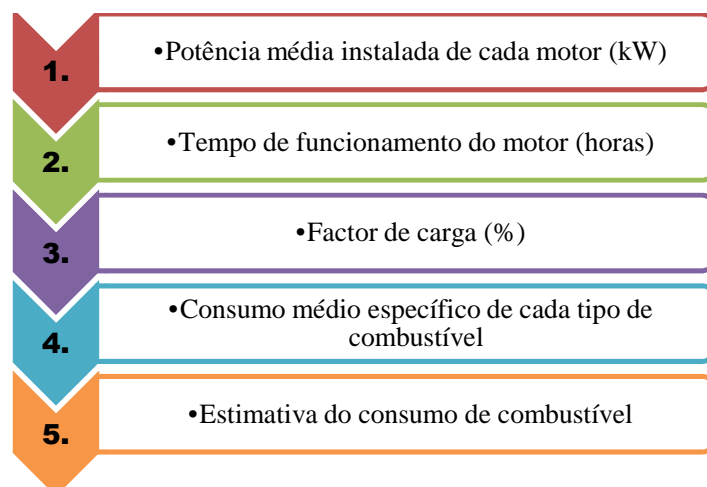 1.
•Potência média instalada de cada motor (kW)
2.
•Tempo de funcionamento do motor (horas)
3.
•Factor de carga (%)
4.
•Consumo médio específico de cada tipo de
combustível
5.
•Estimativa do consumo de combustível